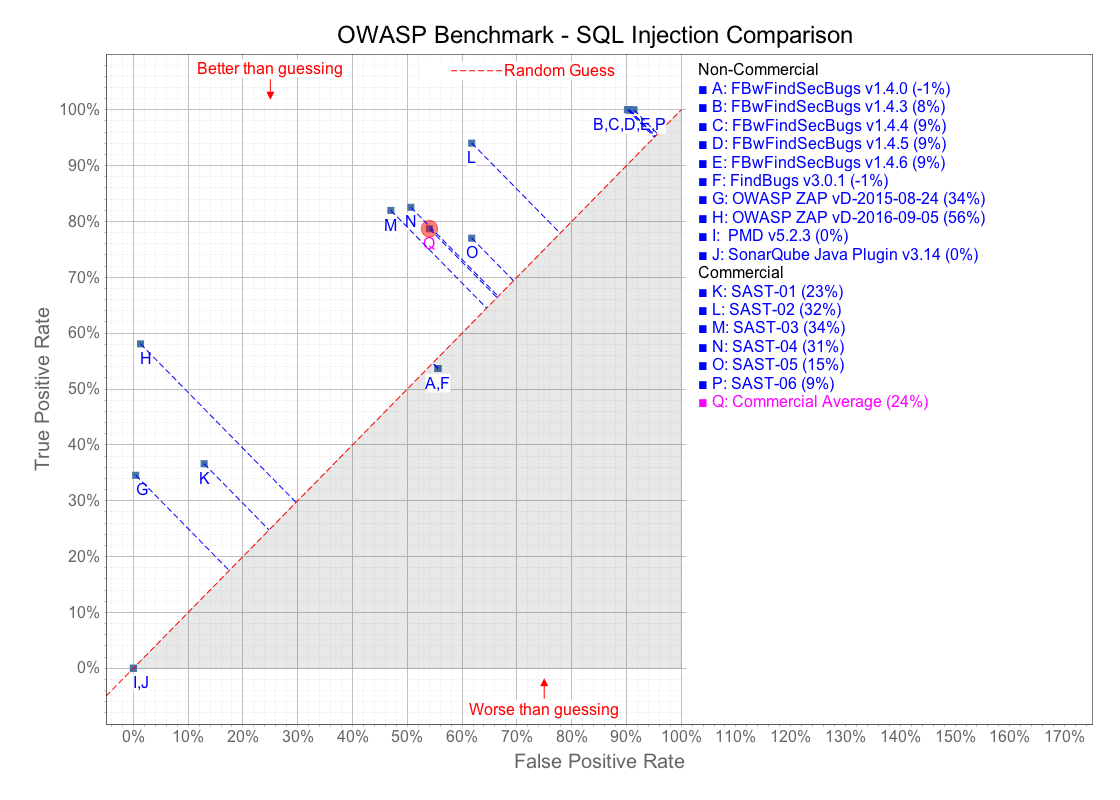 OWASP Benchmark - SQL Injection Comparison
Better than guessing
Random Guess
Non-Commercial
A: FBwFindSecBugs v1.4.0 (-1%)
B: FBwFindSecBugs v1.4.3 (8%)
C: FBwFindSecBugs v1.4.4 (9%)
D: FBwFindSecBugs v1.4.5 (9%)
E: FBwFindSecBugs v1.4.6 (9%)
F: FindBugs v3.0.1 (-1%)
G: OWASP ZAP vD-2015-08-24 (34%)
H: OWASP ZAP vD-2016-09-05 (56%)
I: PMD v5.2.3 (0%)
J: SonarQube Java Plugin v3.14 (0%)
Commercial
K: SAST-01 (23%)
L: SAST-02 (32%)
M: SAST-03 (34%)
N: SAST-04 (31%)
O: SAST-05 (15%)
P: SAST-06 (9%)
Q: Commercial Average (24%)
True Positive Rate
100%
90%
80%
70%
60%
50%
40%
30%
20%
10%
0%
B,C,D,E,P
L
M
N
Q
O
H
A,F
K
G
I,J
Worse than guessing
0% 10% 20% 30% 40% 50% 60% 70% 80% 90% 100% 110% 120% 130% 140% 150% 160% 170%
False Positive Rate